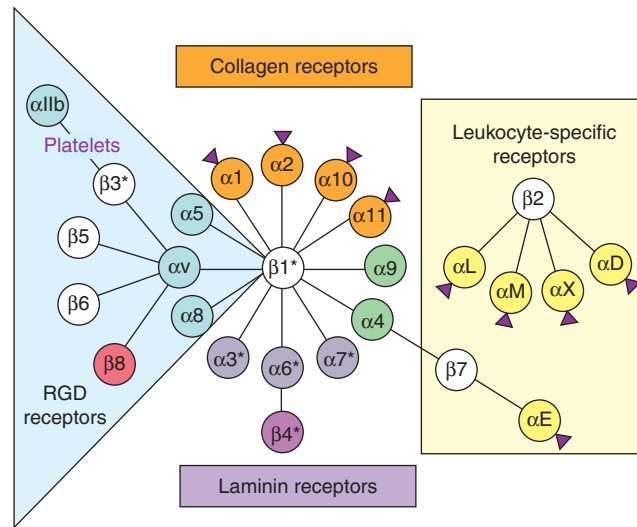 Collagen receptors
αIIb
Platelets
Leukocyte-specific
receptors
β3*
α1
α2
α10
α11
β2
α5
β5
αv
β1*
α9
αL
αM
αX
αD
β6
α8
α4
β8
α3*
α6*
α7*
β7
RGD
receptors
β4*
αE
Laminin receptors